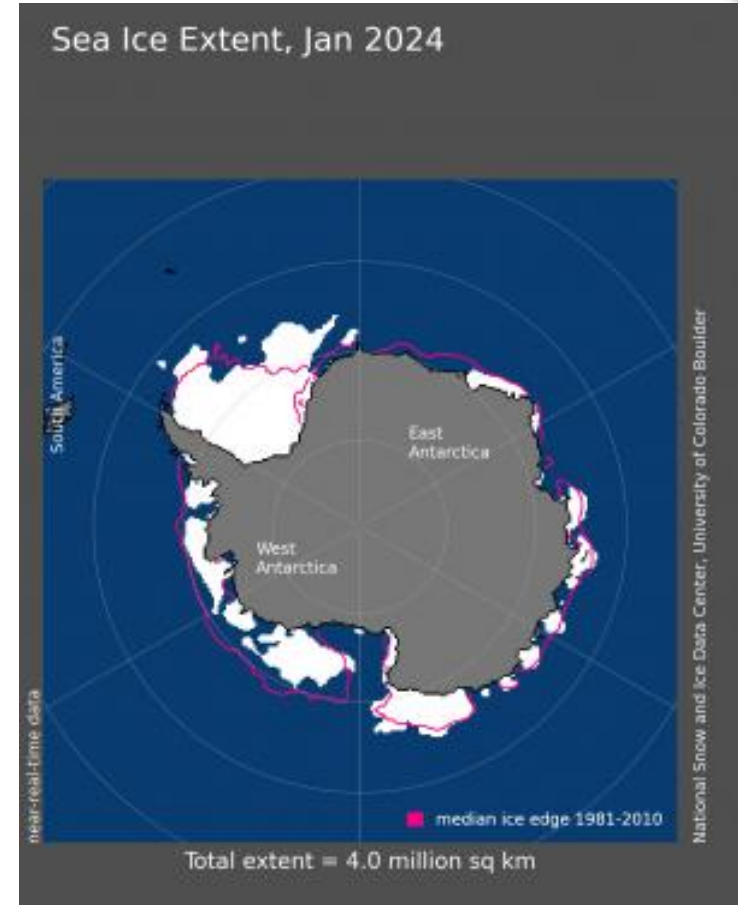 Sea Ice Extent, Jan 2024
South America
East
Antarctica
West
Antarctica
near-real-time data
National Snow and Ice Data Center, University of Colorado Boulder
median ice edge 1981-2010
Total extent = 4.0 million sq km